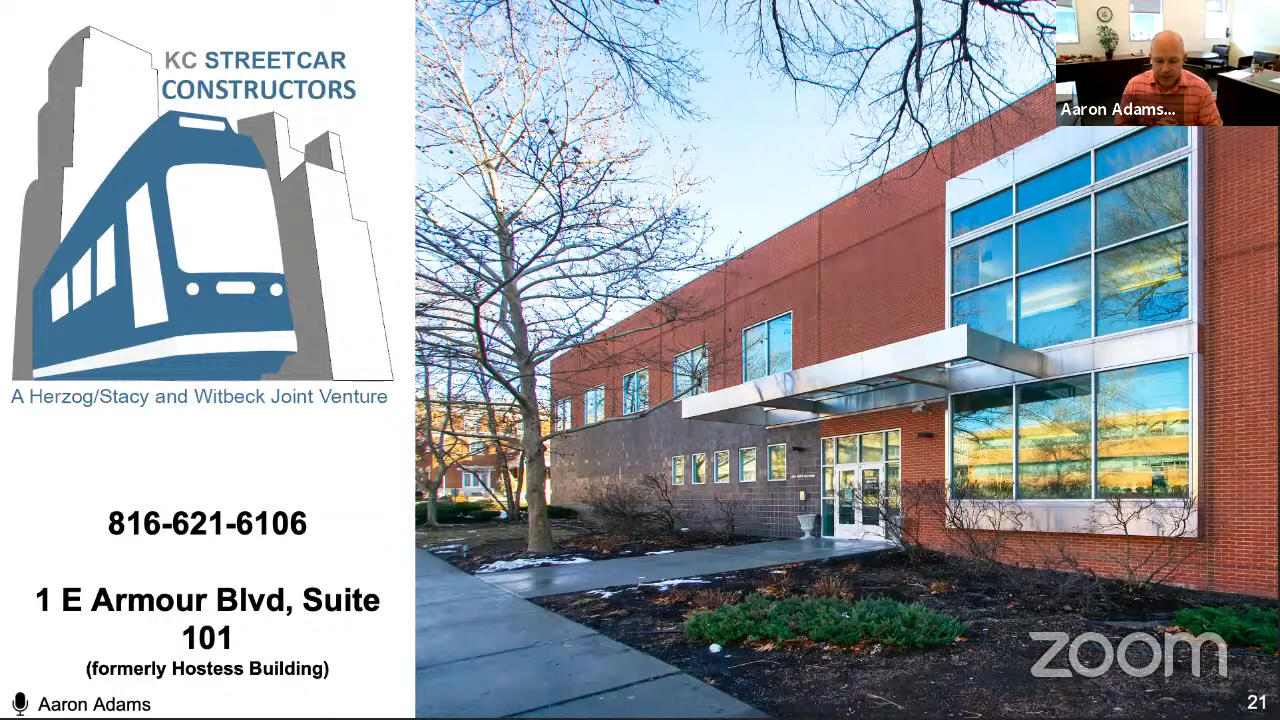 KC STREETCAR
CONSTRUCTORS
A Herzog/Stacy and Witbeck Joint Venture
816-621-6106
1 E Armour Blvd, Suite
101
(formerly Hostess Building)
Aaron Adams
Aaron Adams...
zoom
21